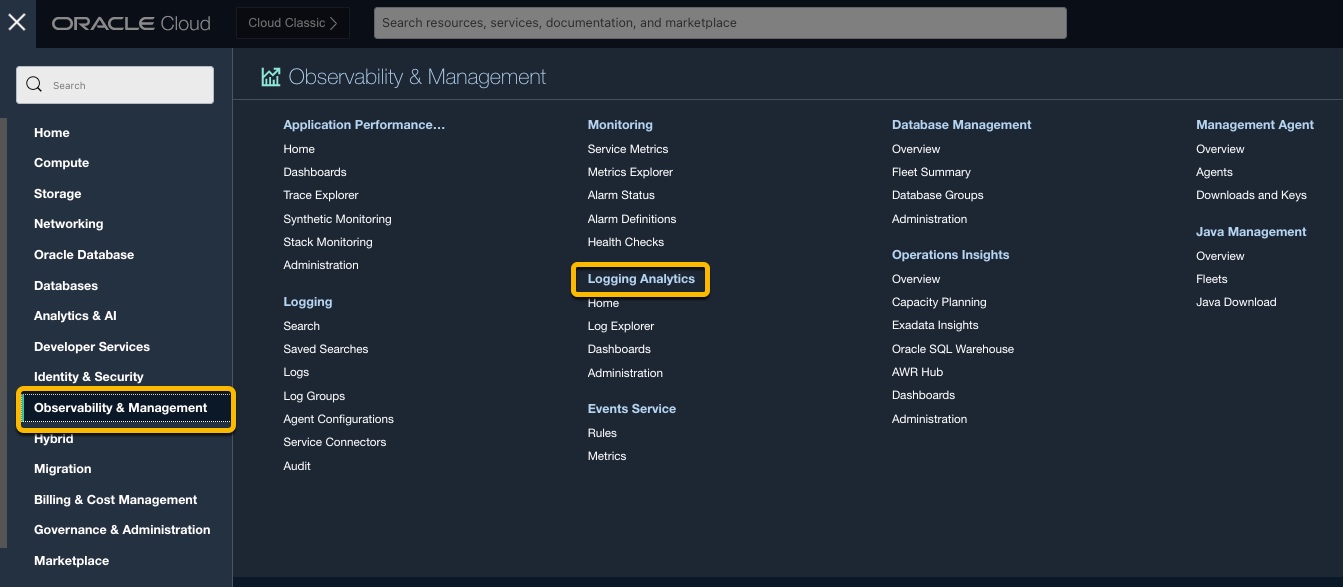 ORACLE Cloud
Cloud Classic
Search resources, services, documentation, and marketplace
Search
Home
Compute
Storage
Networking
Oracle Database
Databases
Analytics & AI
Developer Services
Identity & Security
Observability & Management
Hybrid
Migration
Billing & Cost Management
Governance & Administration
Marketplace
Observability & Management
Application Performance...
Home
Dashboards
Trace Explorer
Synthetic Monitoring
Stack Monitoring
Administration
Logging
Search
Saved Searches
Logs
Log Groups
Agent Configurations
Service Connectors
Audit
Monitoring
Service Metrics
Metrics Explorer
Alarm Status
Alarm Definitions
Health Checks
Logging Analytics
Home
Log Explorer
Dashboards
Administration
Events Service
Rules
Metrics
Database Management
Overview
Fleet Summary
Database Groups
Administration
Operations Insights
Overview
Capacity Planning
Exadata Insights
Oracle SQL Warehouse
AWR Hub
Dashboards
Administration
Management Agent
Overview
Agents
Downloads and Keys
Java Management
Overview
Fleets
Java Download